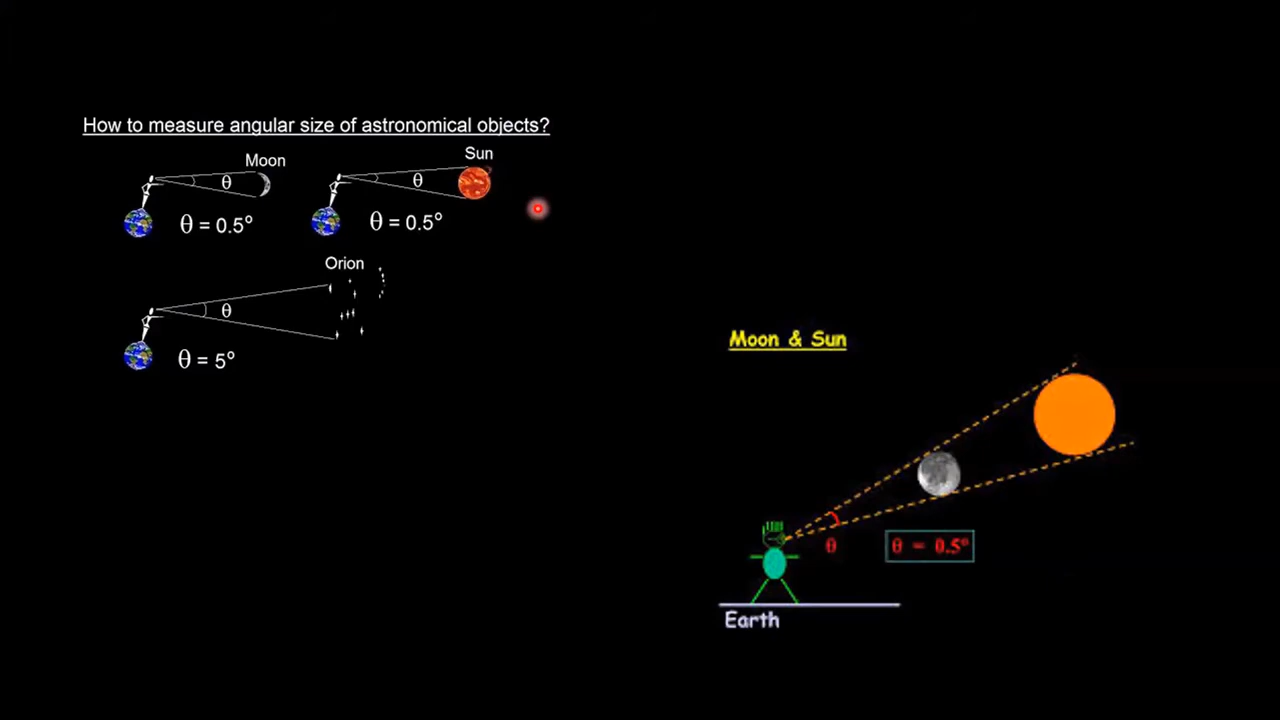 How to measure angular size of astronomical objects?
Moon
Sun
θ
θ
θ = 0.5°
θ = 0.5°
Orion
θ
θ = 5°
Moon & Sun
θ
θ = 0.5°
Earth